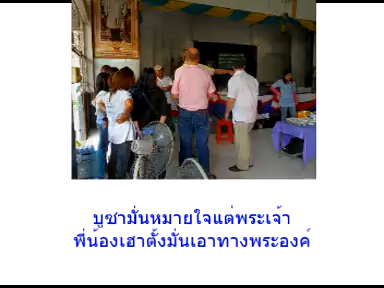 บูชามั่นหมายใจแด่พระเจ้า
พี่น้องเฮาตั้งมั่นเอาทางพระองค์